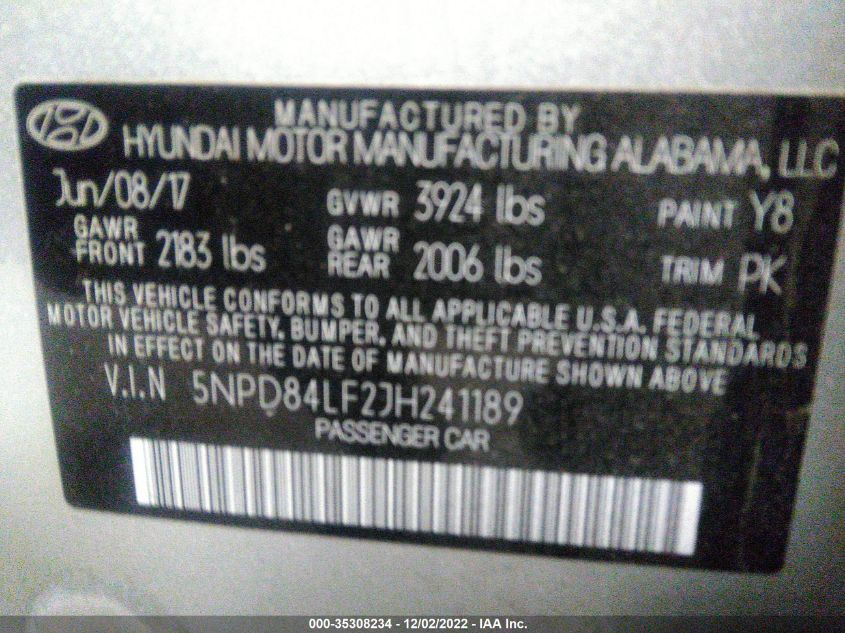 MANUFACTURED BY
HYUNDAI MOTOR MANUFACTURING ALABAMA, LLC
Jun/08/17 GVWR 3924 lbs PAINT Y8
GAWR FRONT 2183 lbs GAWR REAR 2006 lbs TRIM PK
THIS VEHICLE CONFORMS TO ALL APPLICABLE U.S.A. FEDERAL
MOTOR VEHICLE SAFETY, BUMPER, AND THEFT PREVENTION STANDARDS
IN EFFECT ON THE DATE OF MANUFACTURE SHOWN ABOVE
V.I.N 5NPD84LF2JH241189
PASSENGER CAR
000-35308234 - 12/02/2022 - IAA Inc.